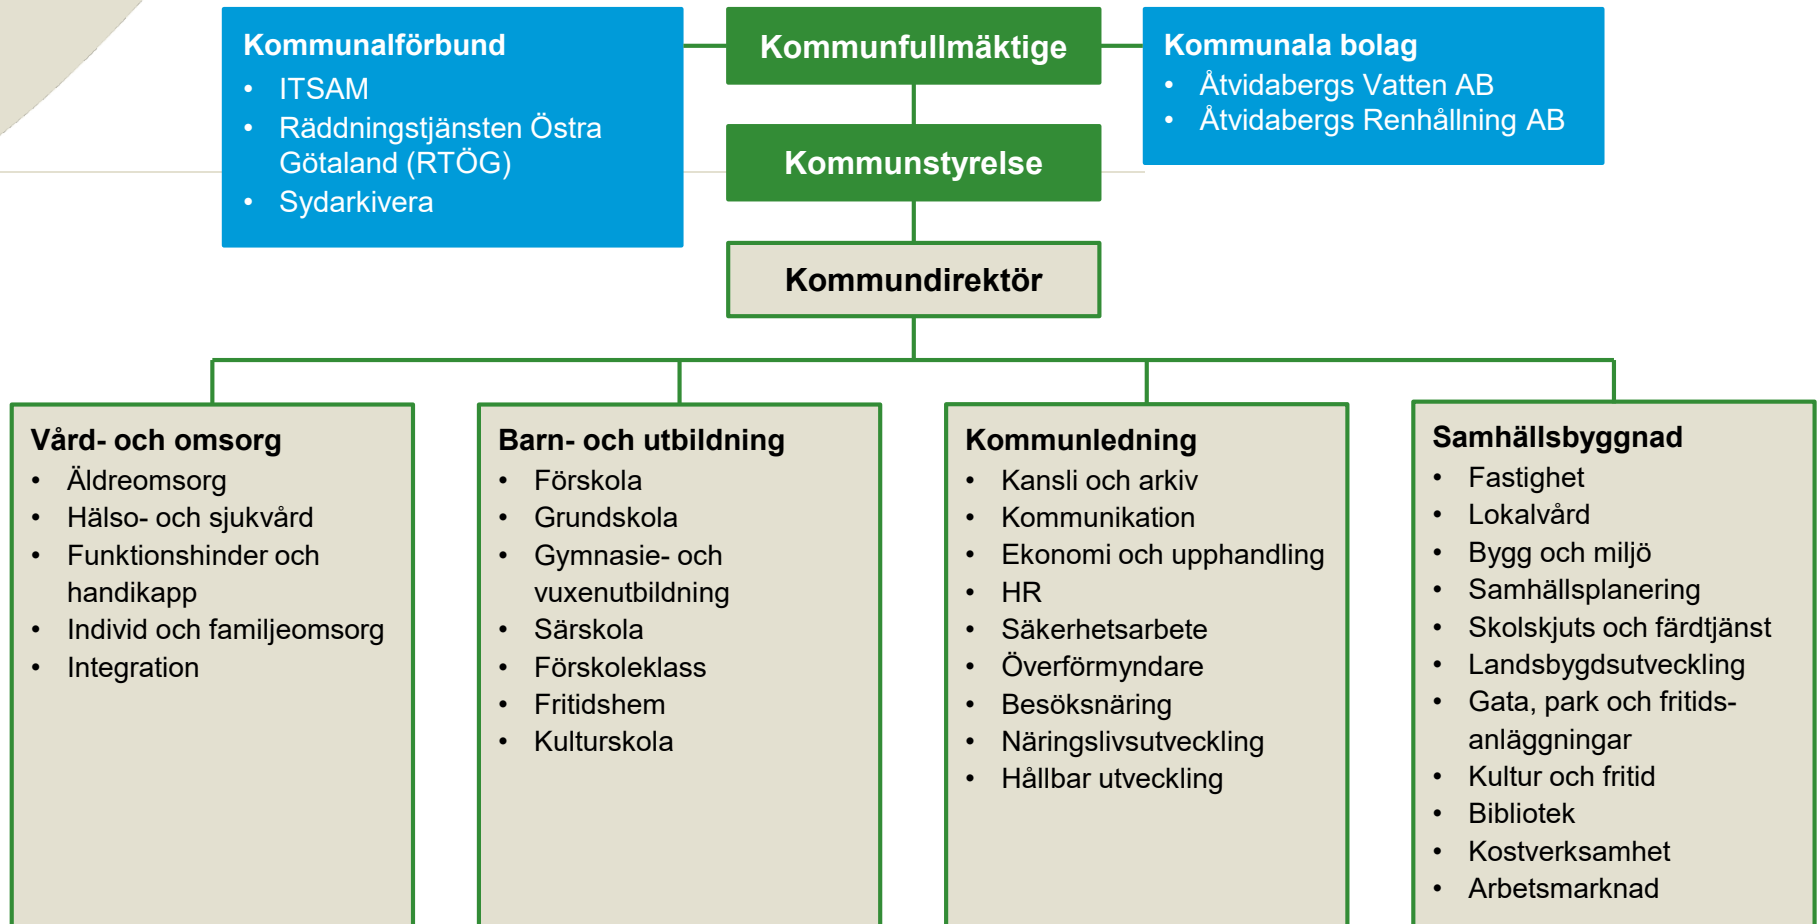 Kommunalförbund
• ITSAM
• Räddningstjänsten Östra
Götaland (RTÖG)
• Sydarkivera
Kommunfullmäktige
Kommunala bolag
• Åtvidabergs Vatten AB
• Åtvidabergs Renhållning AB
Kommunstyrelse
Kommundirektör
Vård- och omsorg
• Äldreomsorg
• Hälso- och sjukvård
• Funktionshinder och
handikapp
• Individ och familjeomsorg
• Integration
Barn- och utbildning
• Förskola
• Grundskola
• Gymnasie- och
vuxenutbildning
• Särskola
• Förskoleklass
• Fritidshem
• Kulturskola
Kommunledning
• Kansli och arkiv
• Kommunikation
• Ekonomi och upphandling
• HR
• Säkerhetsarbete
• Överförmyndare
• Besöksnäring
• Näringslivsutveckling
• Hållbar utveckling
Samhällsbyggnad
• Fastighet
• Lokalvård
• Bygg och miljö
• Samhällsplanering
• Skolskjuts och färdtjänst
• Landsbygdsutveckling
• Gata, park och fritids-
anläggningar
• Kultur och fritid
• Bibliotek
• Kostverksamhet
• Arbetsmarknad